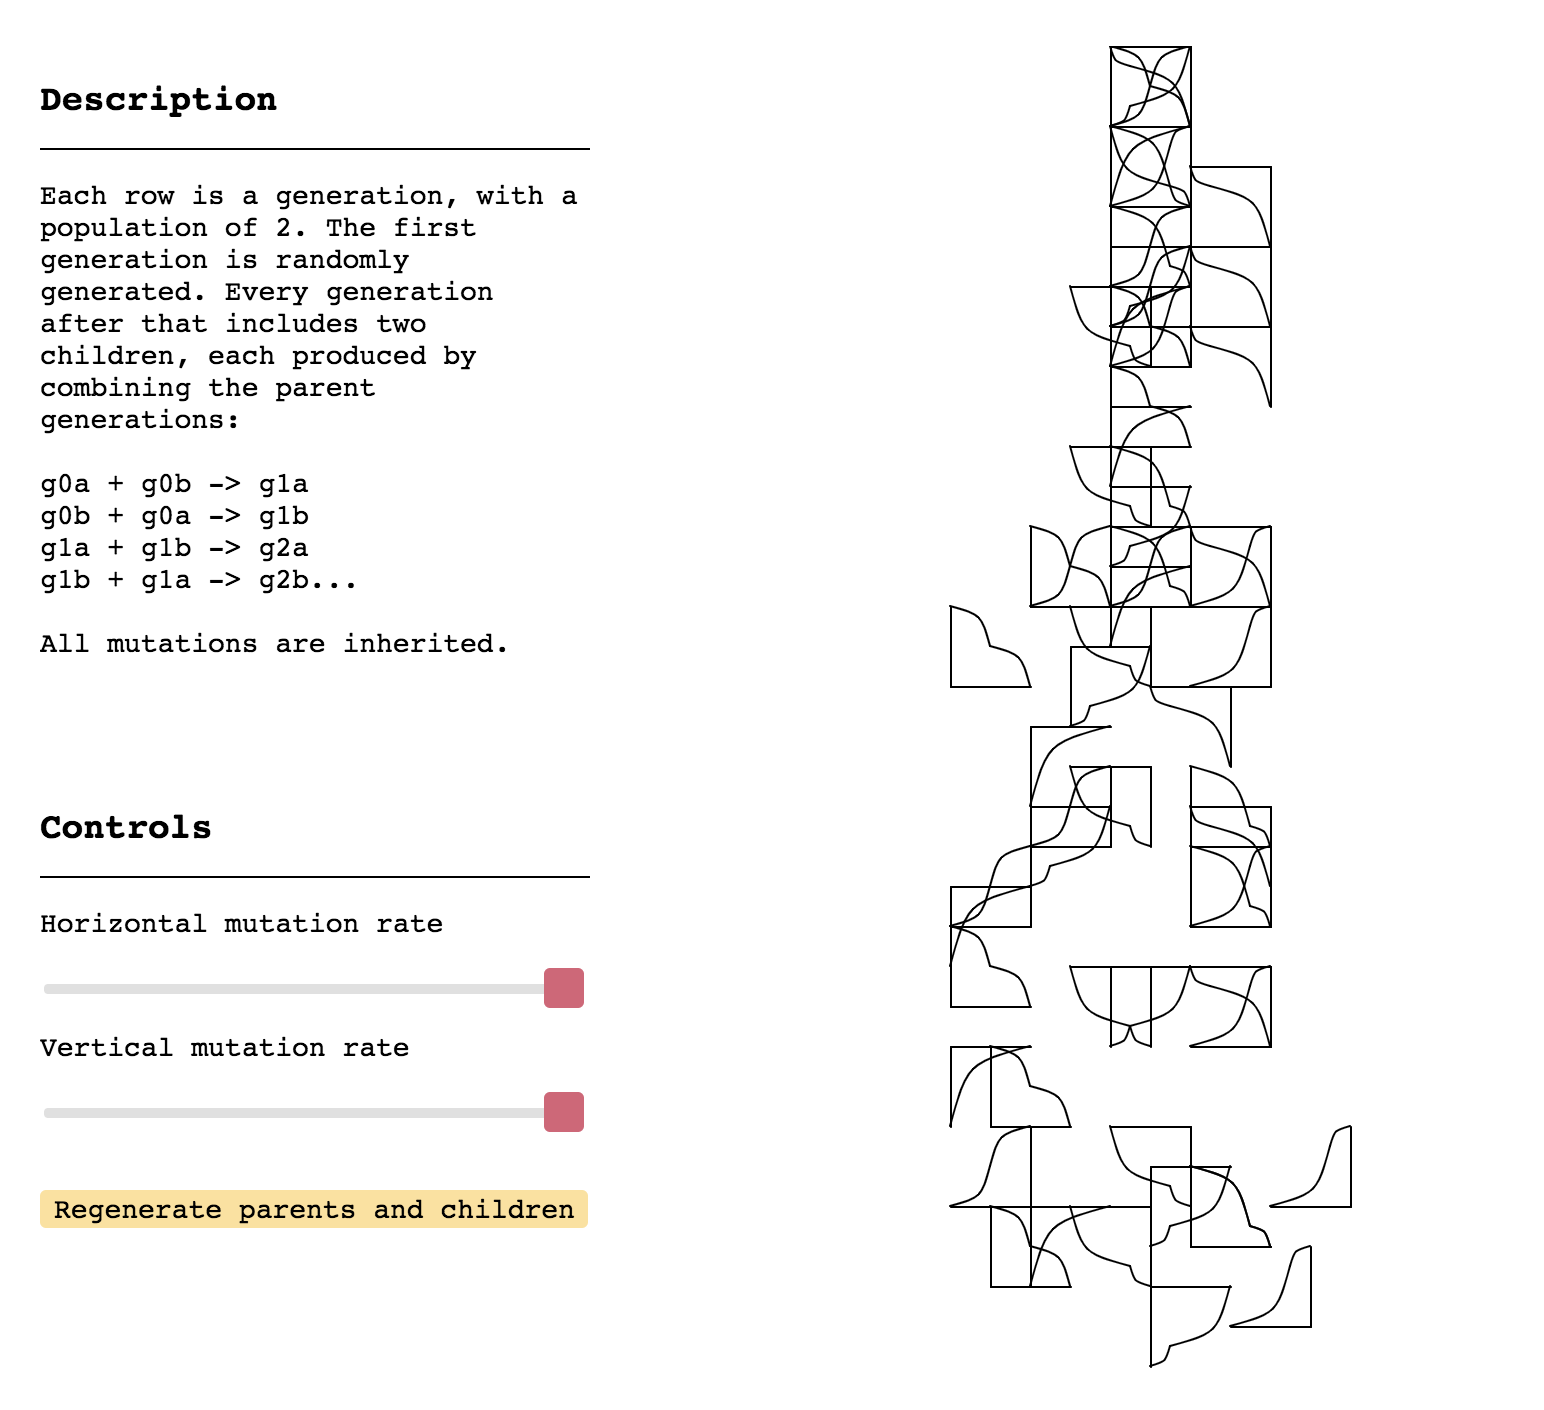 Description
Each row is a generation, with a
population of 2. The first
generation is randomly
generated. Every generation
after that includes two
children, each produced by
combining the parent
generations:
g0a + g0b -> g1a
g0b + g0a -> g1b
g1a + g1b -> g2a
g1b + g1a -> g2b...
All mutations are inherited.
Controls
Horizontal mutation rate
Vertical mutation rate
Regenerate parents and children